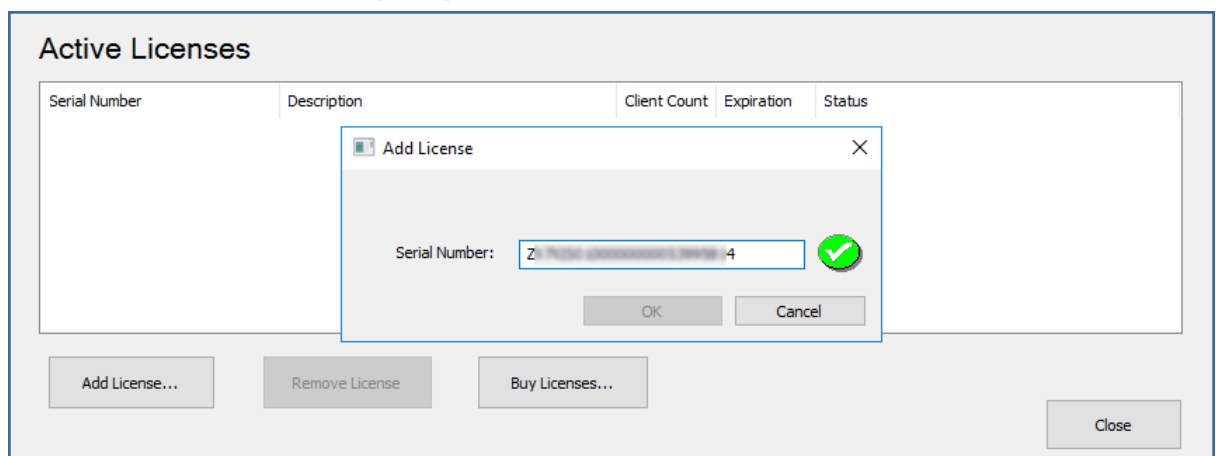 Active Licenses
Serial Number Description Client Count Expiration Status
Add License
Serial Number: Z 4
OK Cancel
Add License... Remove License Buy Licenses...
Close